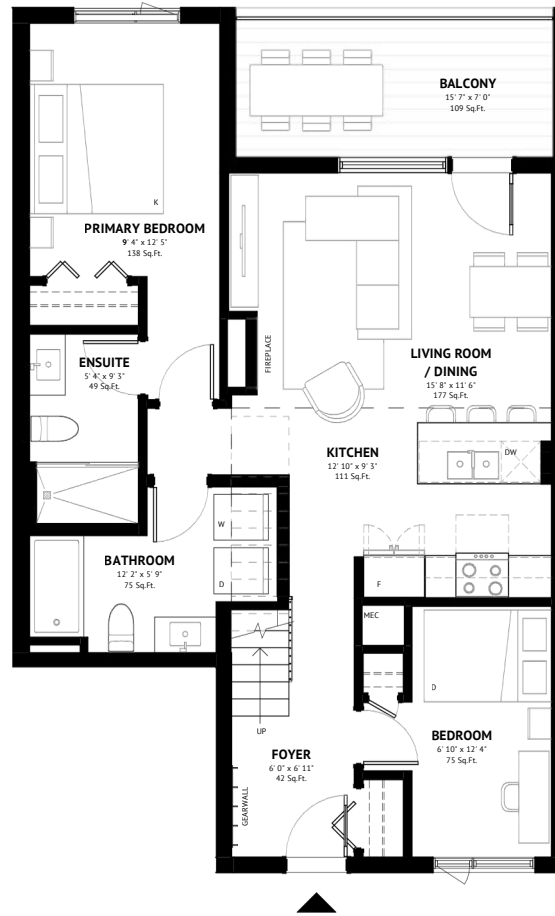 BALCONY
15' 7" x 7' 0"
109 Sq.Ft.
K
PRIMARY BEDROOM
9' 4" x 12' 5"
138 Sq.Ft.
ENSUITE
5' 4" x 9' 3"
49 Sq.Ft.
FIREPLACE
LIVING ROOM
/ DINING
15' 8" x 11' 6"
177 Sq.Ft.
KITCHEN
12' 10" x 9' 3"
111 Sq.Ft.
DW
W
D
BATHROOM
12' 2" x 5' 9"
75 Sq.Ft.
F
MEC
D
UP
FOYER
6' 0" x 6' 11"
42 Sq.Ft.
GEARWALL
BEDROOM
6' 10" x 12' 4"
75 Sq.Ft.